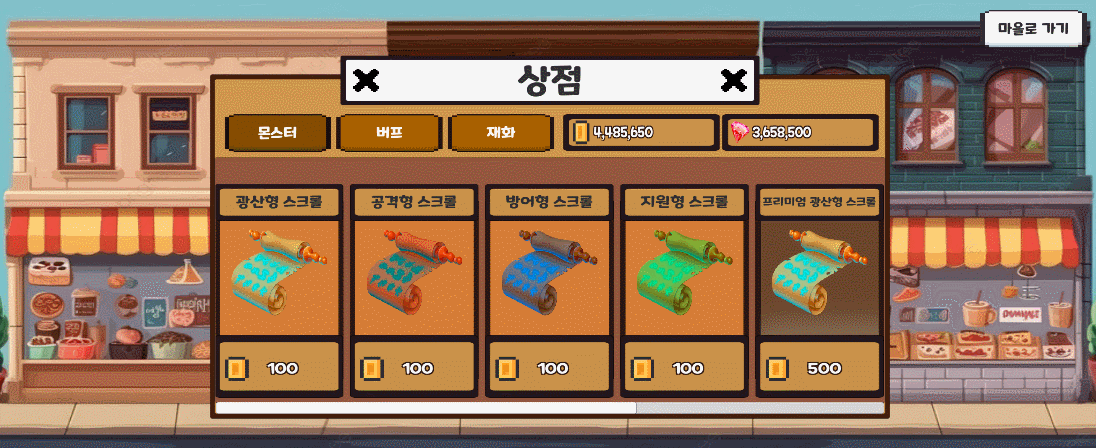 마을로 가기
상점
몬스터
버프
재화
4,485,650
3,658,500
광산형 스크롤
공격형 스크롤
방어형 스크롤
지원형 스크롤
프리미엄 광산형 스크롤
100
100
100
100
500